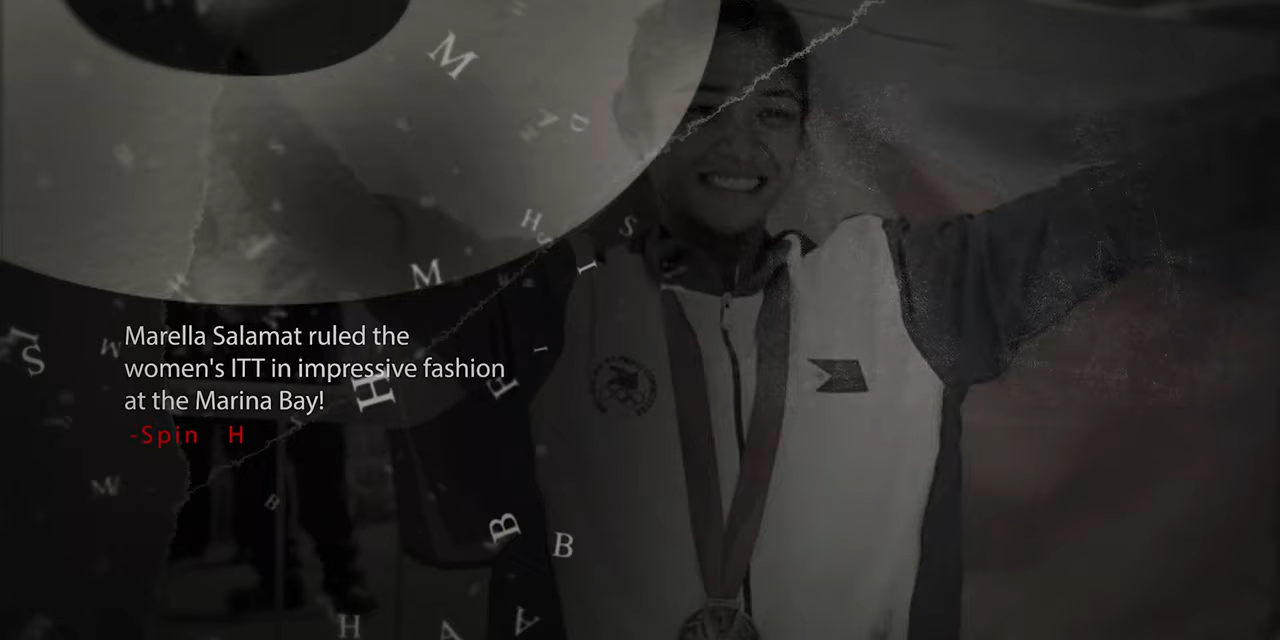 Marella Salamat ruled the
women's ITT in impressive fashion
at the Marina Bay!
-Spin H